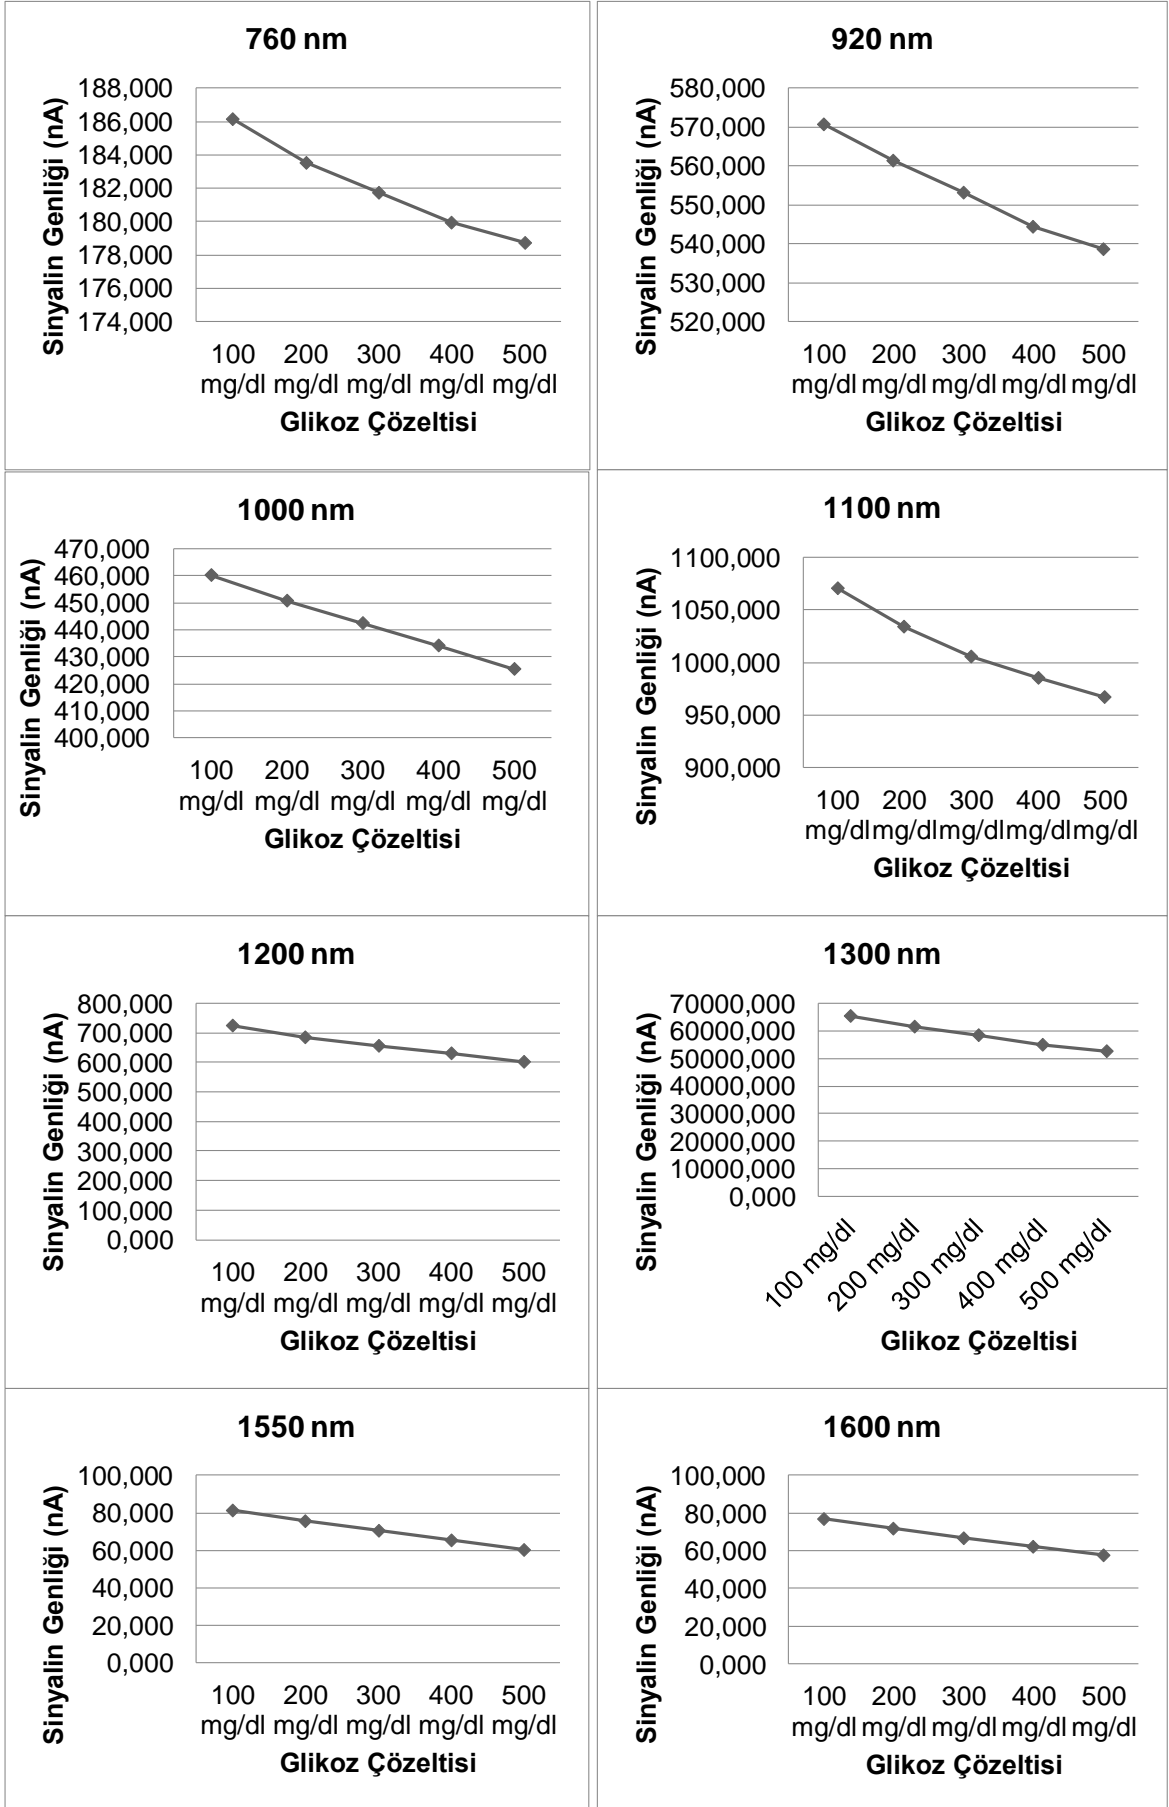 760 nm
Sinyalin Genliği (nA)
188,000
186,000
184,000
182,000
180,000
178,000
176,000
174,000
100 200 300 400 500
mg/dl mg/dl mg/dl mg/dl mg/dl
Glikoz Çözeltisi
920 nm
Sinyalin Genliği (nA)
580,000
570,000
560,000
550,000
540,000
530,000
520,000
100 200 300 400 500
mg/dl mg/dl mg/dl mg/dl mg/dl
Glikoz Çözeltisi
1000 nm
Sinyalin Genliği (nA)
470,000
460,000
450,000
440,000
430,000
420,000
410,000
400,000
100 200 300 400 500
mg/dl mg/dl mg/dl mg/dl mg/dl
Glikoz Çözeltisi
1100 nm
Sinyalin Genliği (nA)
1100,000
1050,000
1000,000
950,000
900,000
100 200 300 400 500
mg/dl mg/dl mg/dl mg/dl mg/dl
Glikoz Çözeltisi
1200 nm
Sinyalin Genliği (nA)
800,000
700,000
600,000
500,000
400,000
300,000
200,000
100,000
0,000
100 200 300 400 500
mg/dl mg/dl mg/dl mg/dl mg/dl
Glikoz Çözeltisi
1300 nm
Sinyalin Genliği (nA)
70000,000
60000,000
50000,000
40000,000
30000,000
20000,000
10000,000
0,000
100 mg/dl
200 mg/dl
300 mg/dl
400 mg/dl
500 mg/dl
Glikoz Çözeltisi
1550 nm
Sinyalin Genliği (nA)
100,000
80,000
60,000
40,000
20,000
0,000
100 200 300 400 500
mg/dl mg/dl mg/dl mg/dl mg/dl
Glikoz Çözeltisi
1600 nm
Sinyalin Genliği (nA)
100,000
80,000
60,000
40,000
20,000
0,000
100 200 300 400 500
mg/dl mg/dl mg/dl mg/dl mg/dl
Glikoz Çözeltisi